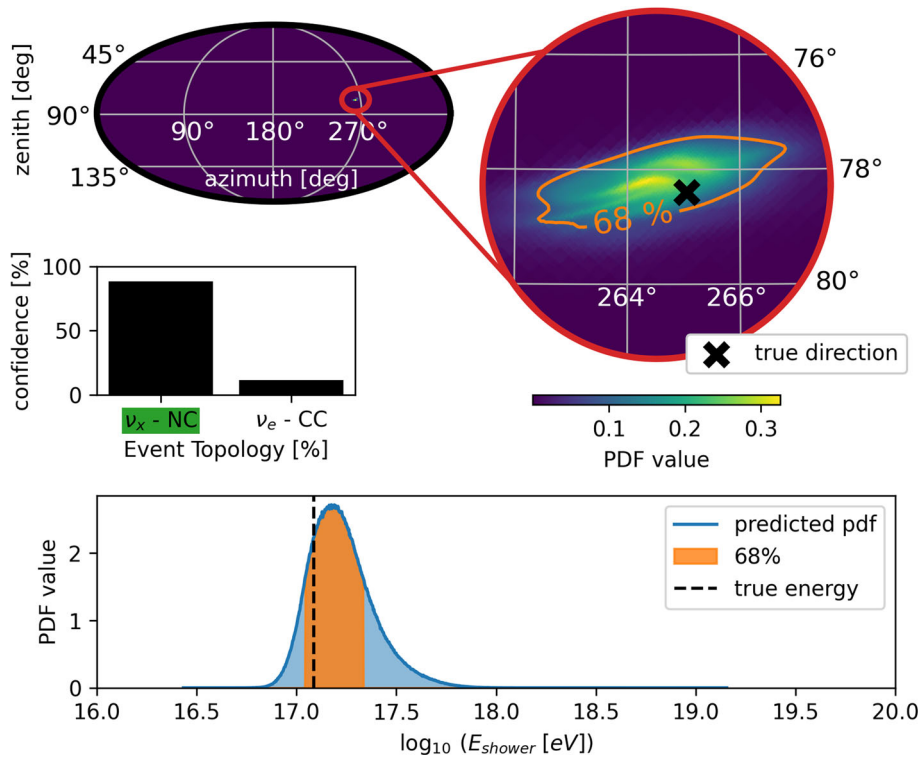 zenith [deg]
45°
90°
135°
90°
180°
270°
azimuth [deg]
76°
78°
80°
264°
266°
68 %
true direction
0.1
0.2
0.3
PDF value
confidence [%]
100
50
0
νx - NC
νe - CC
Event Topology [%]
PDF value
2
1
0
predicted pdf
68%
true energy
16.0
16.5
17.0
17.5
18.0
18.5
19.0
19.5
20.0
log10 (Eshower [eV])